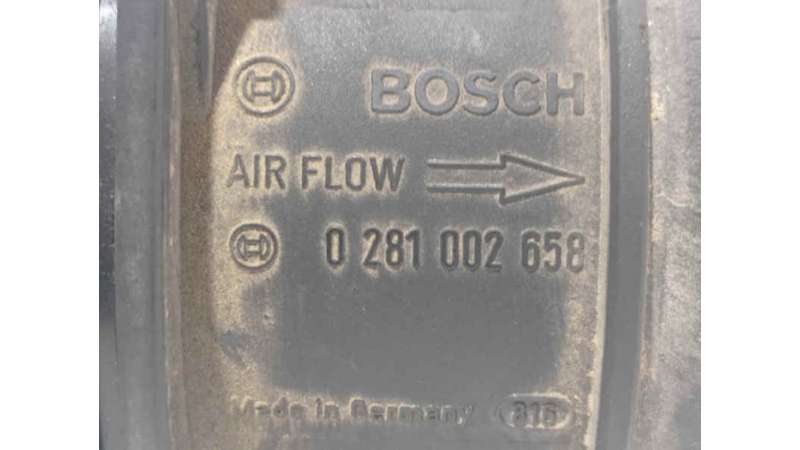 BOSCH
AIR FLOW
0 281 002 658
Made in Germany 816